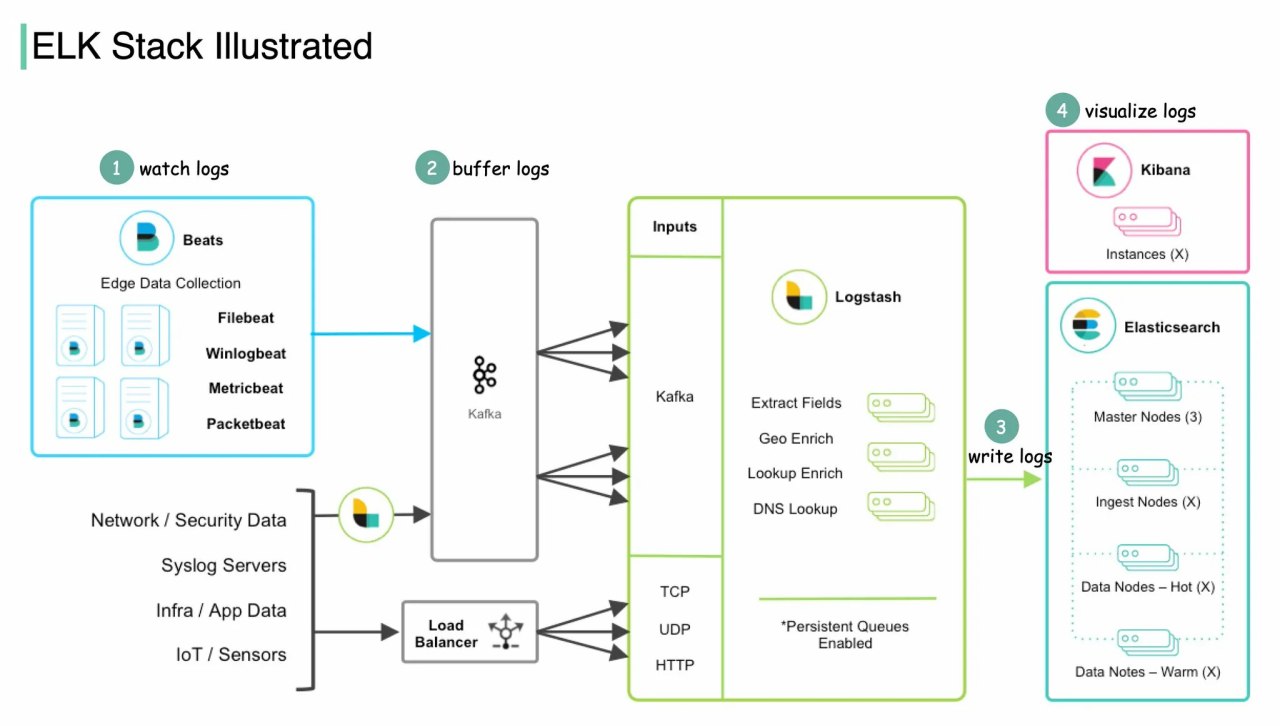 ELK Stack Illustrated
1 watch logs
2 buffer logs
4 visualize logs
Beats
Edge Data Collection
Filebeat
Winlogbeat
Metricbeat
Packetbeat
Network / Security Data
Syslog Servers
Infra / App Data
IoT / Sensors
Kafka
Load
Balancer
Inputs
Kafka
TCP
UDP
HTTP
Logstash
Extract Fields
Geo Enrich
Lookup Enrich
DNS Lookup
*Persistent Queues
Enabled
3
write logs
Kibana
Instances (X)
Elasticsearch
Master Nodes (3)
Ingest Nodes (X)
Data Nodes – Hot (X)
Data Notes – Warm (X)